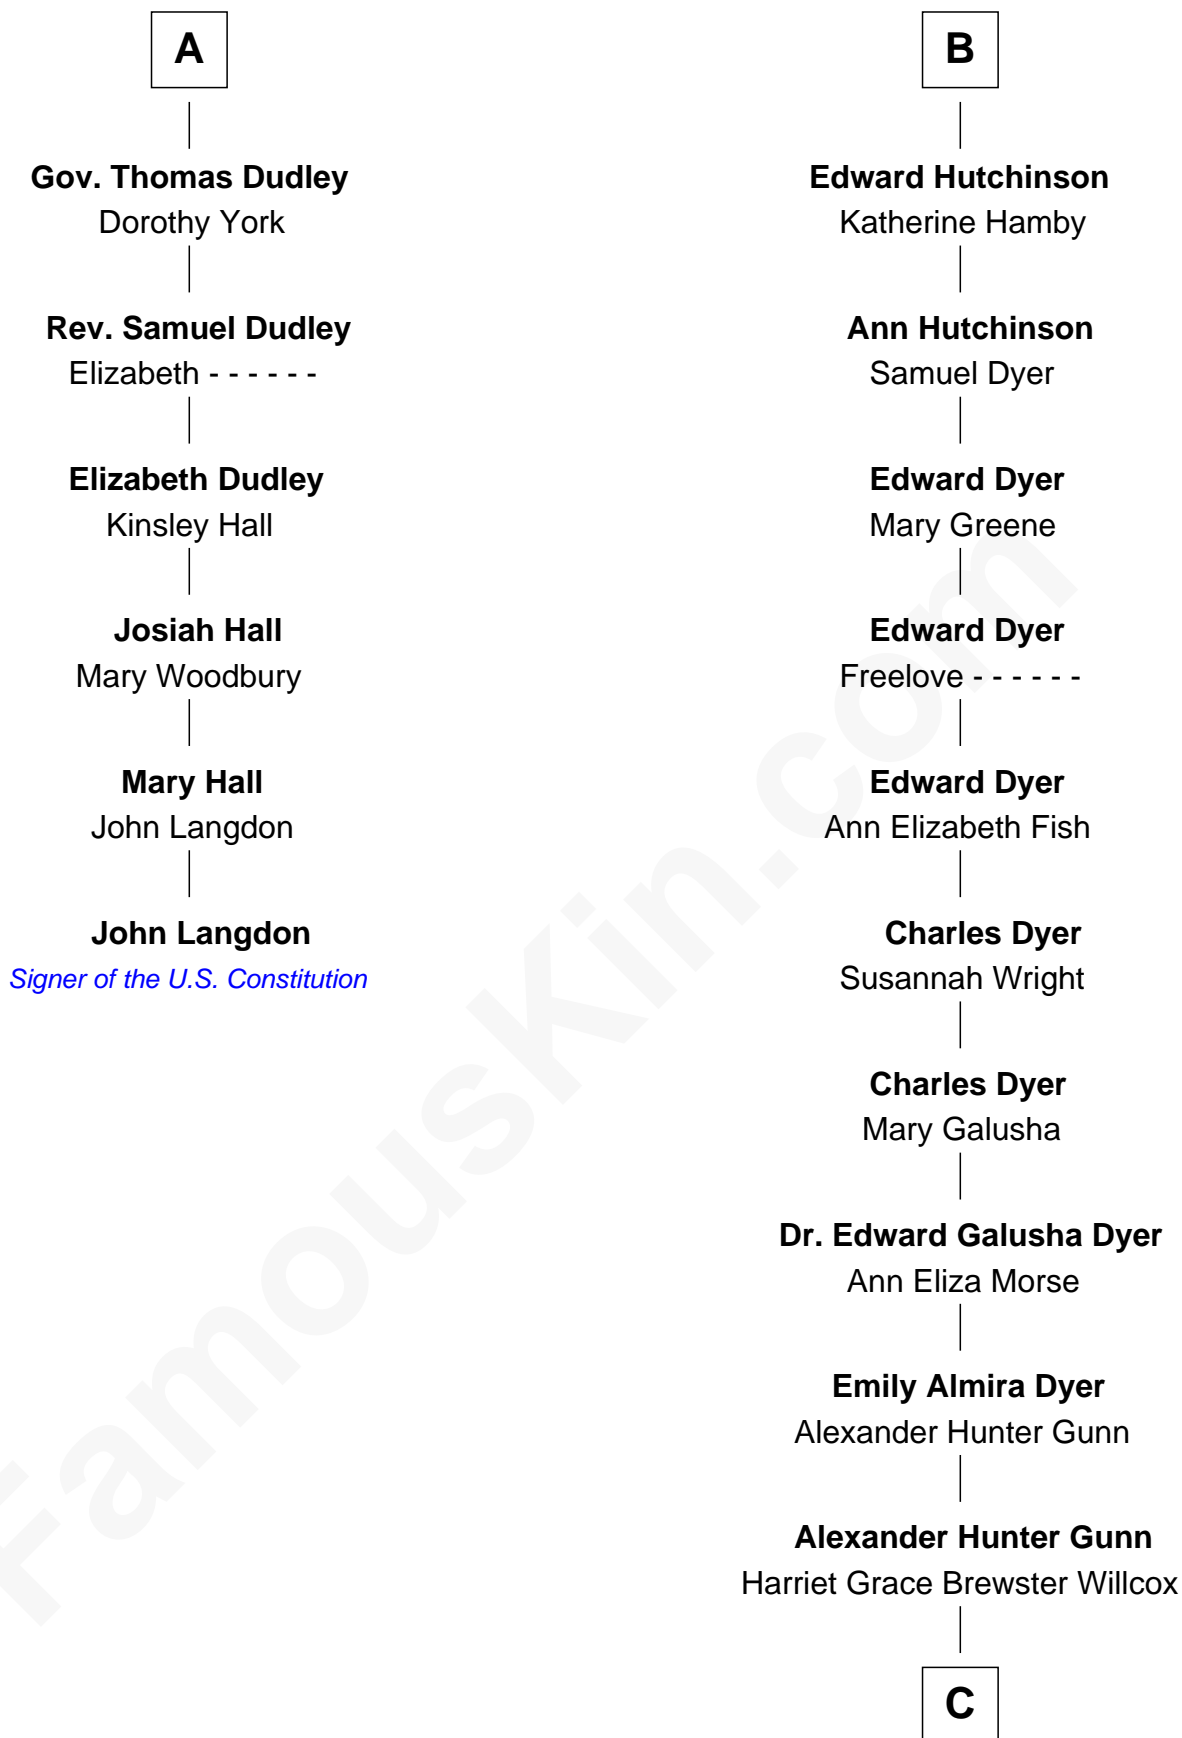 A
Gov. Thomas Dudley
Dorothy York
Rev. Samuel Dudley
Elizabeth - - - - - -
Elizabeth Dudley
Kinsley Hall
Josiah Hall
Mary Woodbury
Mary Hall
John Langdon
John Langdon
Signer of the U.S. Constitution
B
Edward Hutchinson
Katherine Hamby
Ann Hutchinson
Samuel Dyer
Edward Dyer
Mary Greene
Edward Dyer
Freelove - - - - - -
Edward Dyer
Ann Elizabeth Fish
Charles Dyer
Susannah Wright
Charles Dyer
Mary Galusha
Dr. Edward Galusha Dyer
Ann Eliza Morse
Emily Almira Dyer
Alexander Hunter Gunn
Alexander Hunter Gunn
Harriet Grace Brewster Willcox
C
FamousKin.com